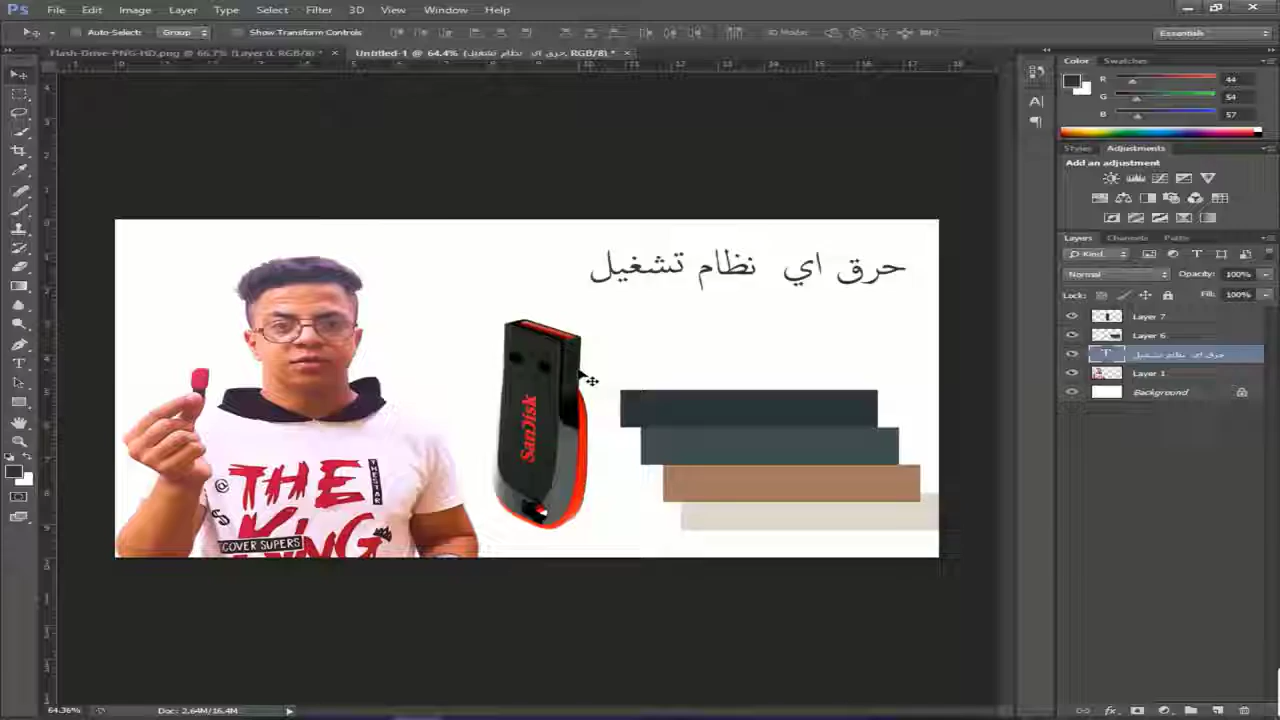 Ps File Edit Image Layer Type Select Filter 3D View Window Help
Auto-Select: Group Show Transform Controls 3D Mode: Essentials
Flash-Drive-PNG-HD.png @ 66.7% (Layer 0, RGB/8) * × Untitled-1 @ 64.4% (حرق اي نظام تشغيل, RGB/8) * ×
Color Swatches
R 44
G 54
B 57
Styles Adjustments
Add an adjustment
Layers Channels Paths
Kind
Normal Opacity: 100%
Lock: Fill: 100%
Layer 7
Layer 6
حرق اي نظام تشغيل
Layer 1
Background
حرق اي نظام تشغيل
SanDisk
THE
THE STAR
KING
COVER SUPERS
64.36% Doc: 2.64M/16.4M